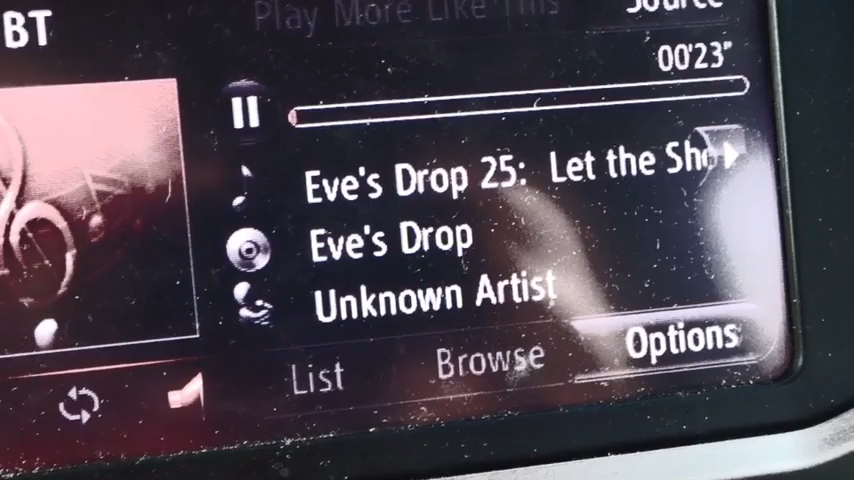 BT
Play More Like This
Source
00'23"
Eve's Drop 25: Let the Sho
Eve's Drop
Unknown Artist
List
Browse
Options